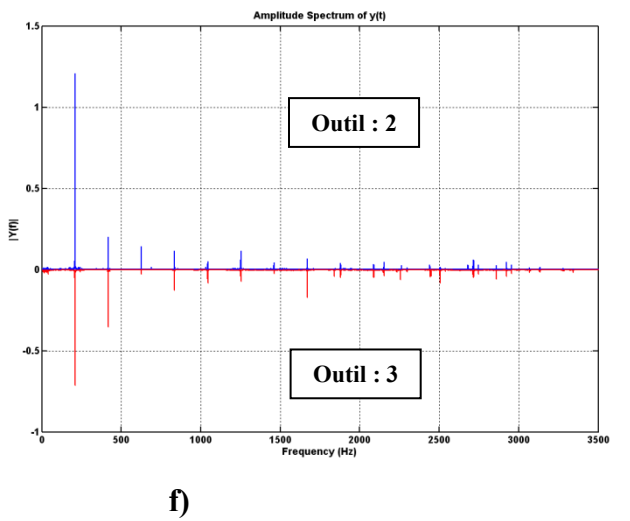 Amplitude Spectrum of y(t)
1.5
1
0.5
0
-0.5
-1
|Y(f)|
Outil : 2
Outil : 3
0 500 1000 1500 2000 2500 3000 3500
Frequency (Hz)
f)